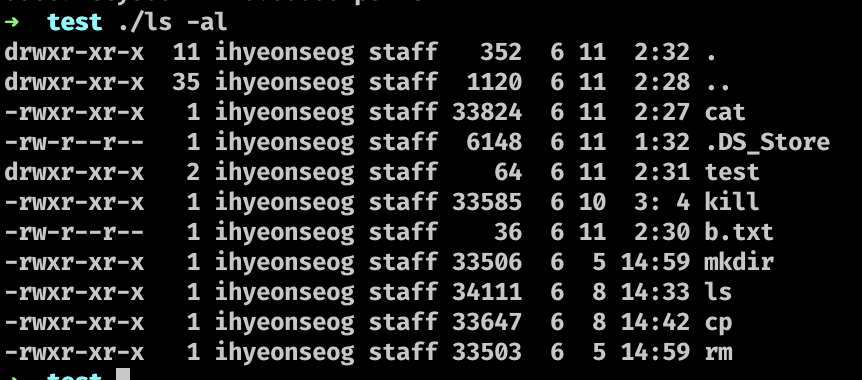 ➜  test ./ls -al
drwxr-xr-x  11 ihyeonseog staff   352  6 11  2:32 .
drwxr-xr-x  35 ihyeonseog staff  1120  6 11  2:28 ..
-rwxr-xr-x   1 ihyeonseog staff 33824  6 11  2:27 cat
-rw-r--r--   1 ihyeonseog staff  6148  6 11  1:32 .DS_Store
drwxr-xr-x   2 ihyeonseog staff    64  6 11  2:31 test
-rwxr-xr-x   1 ihyeonseog staff 33585  6 10  3: 4 kill
-rw-r--r--   1 ihyeonseog staff    36  6 11  2:30 b.txt
-rwxr-xr-x   1 ihyeonseog staff 33506  6  5 14:59 mkdir
-rwxr-xr-x   1 ihyeonseog staff 34111  6  8 14:33 ls
-rwxr-xr-x   1 ihyeonseog staff 33647  6  8 14:42 cp
-rwxr-xr-x   1 ihyeonseog staff 33503  6  5 14:59 rm
➜  test